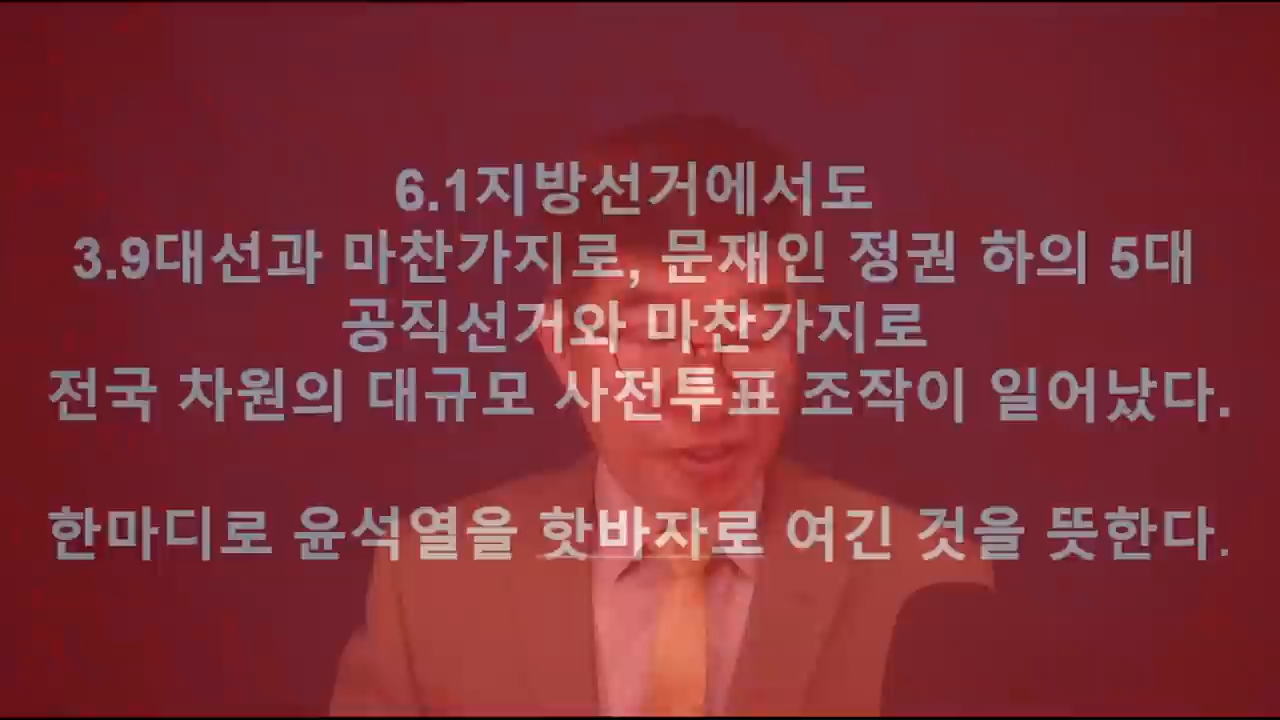 6.1지방선거에서도
3.9대선과 마찬가지로, 문재인 정권 하의 5대
공직선거와 마찬가지로
전국 차원의 대규모 사전투표 조작이 일어났다.
한마디로 윤석열을 핫바자로 여긴 것을 뜻한다.